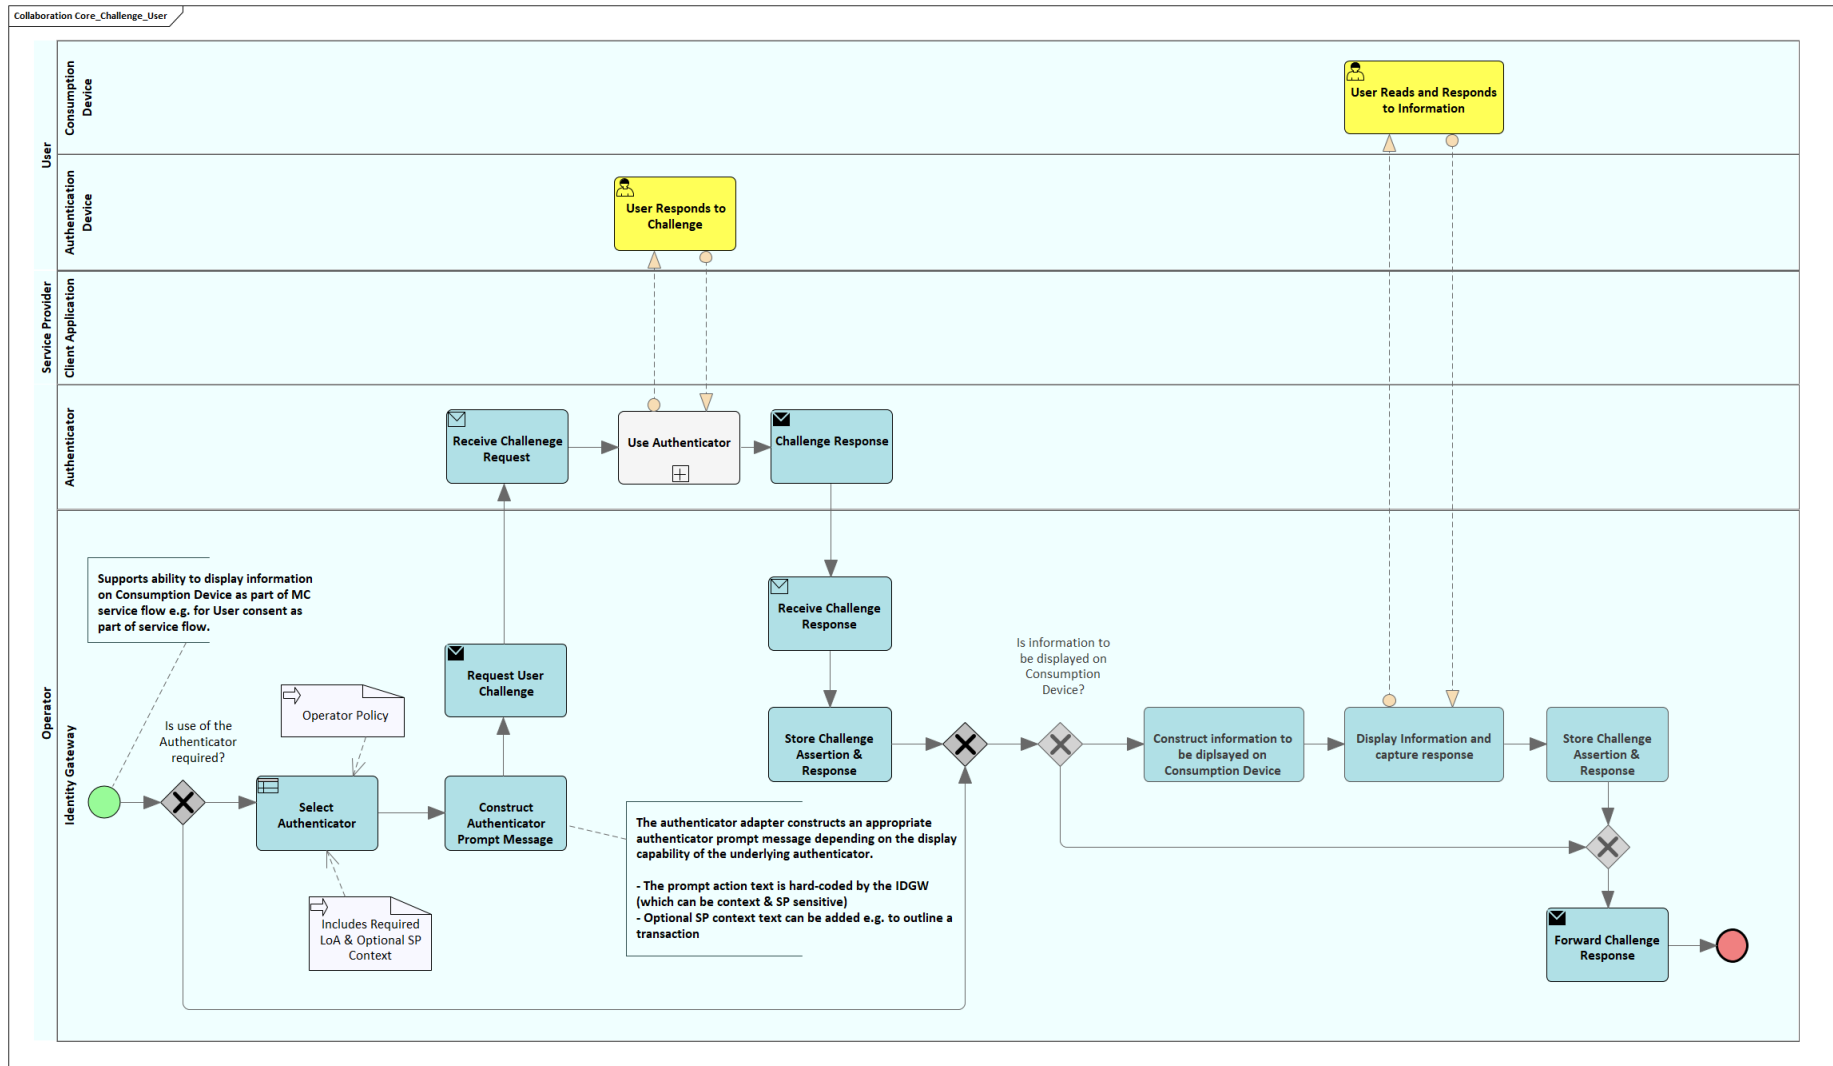 Collaboration Core_Challenge_User
User
Consumption
Device
User Reads and Responds
to Information
Authentication
Device
User Responds to
Challenge
Service Provider
Client Application
Operator
Authenticator
Receive Challenege
Request
Use Authenticator
Challenge Response
Identity Gateway
Supports ability to display information
on Consumption Device as part of MC
service flow e.g. for User consent as
part of service flow.
Is use of the
Authenticator
required?
Operator Policy
Select
Authenticator
Includes Required
LoA & Optional SP
Context
Request User
Challenge
Construct
Authenticator
Prompt Message
The authenticator adapter constructs an appropriate
authenticator prompt message depending on the display
capability of the underlying authenticator.
- The prompt action text is hard-coded by the IDGW
(which can be context & SP sensitive)
- Optional SP context text can be added e.g. to outline a
transaction
Receive Challenge
Response
Store Challenge
Assertion &
Response
Is information to
be displayed on
Consumption
Device?
Construct information to
be diplsayed on
Consumption Device
Display Information and
capture response
Store Challenge
Assertion &
Response
Forward Challenge
Response